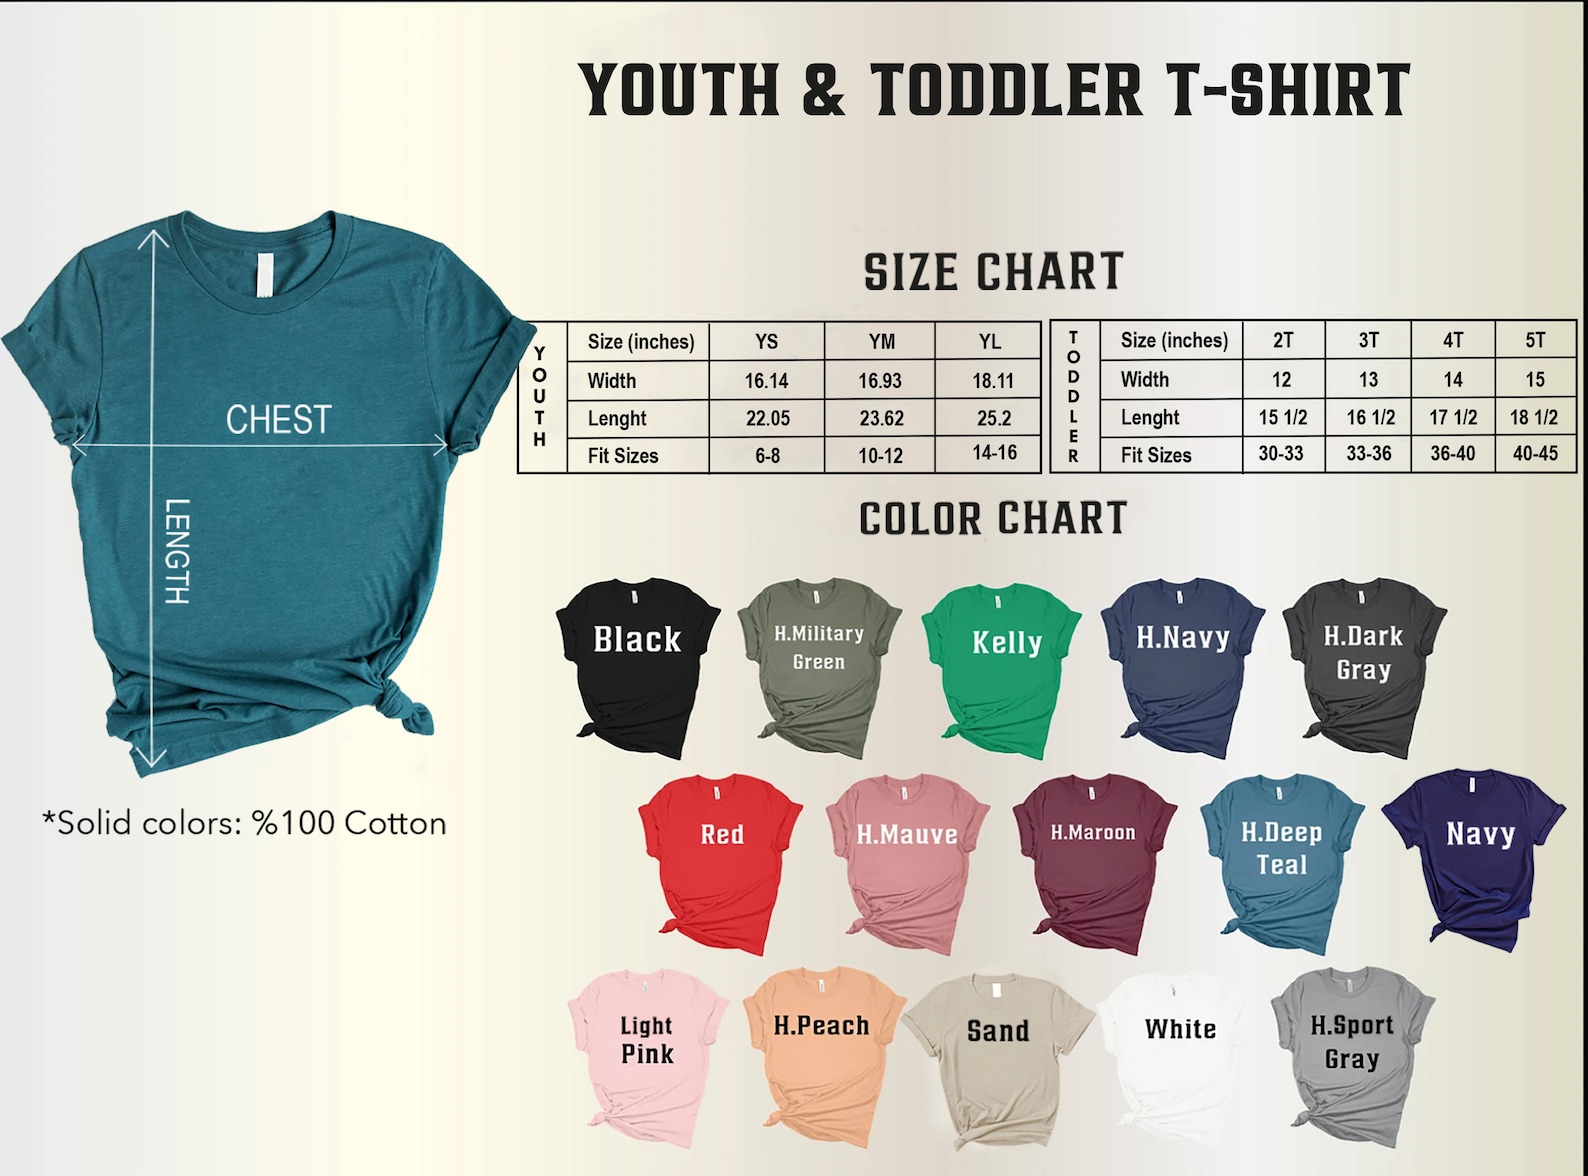 YOUTH & TODDLER T-SHIRT
SIZE CHART
YOUTH
Size (inches) YS YM YL
Width 16.14 16.93 18.11
Lenght 22.05 23.62 25.2
Fit Sizes 6-8 10-12 14-16
TODDLER
Size (inches) 2T 3T 4T 5T
Width 12 13 14 15
Lenght 15 1/2 16 1/2 17 1/2 18 1/2
Fit Sizes 30-33 33-36 36-40 40-45
CHEST
LENGTH
*Solid colors: %100 Cotton
COLOR CHART
Black
H.Military
Green
Kelly
H.Navy
H.Dark
Gray
Red
H.Mauve
H.Maroon
H.Deep
Teal
Navy
Light
Pink
H.Peach
Sand
White
H.Sport
Gray